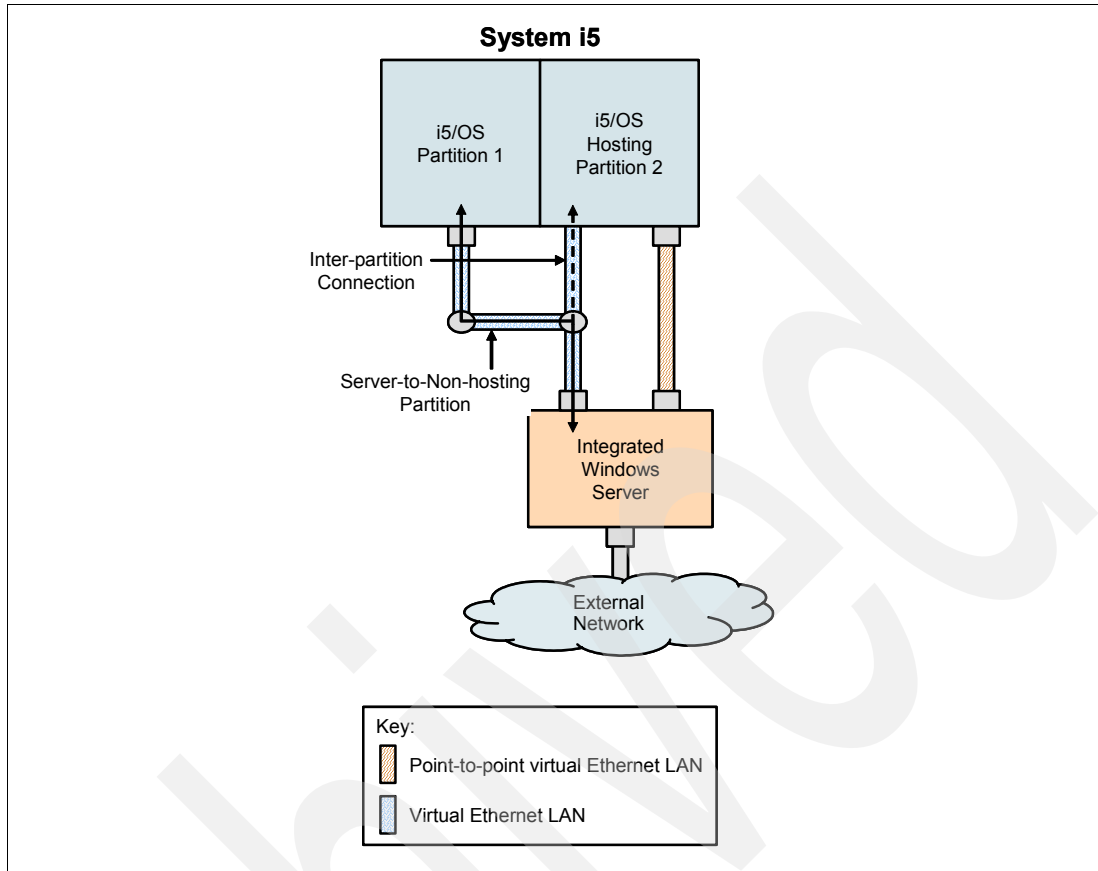 System i5
i5/OS
Partition 1
i5/OS
Hosting
Partition 2
Inter-partition
Connection
Server-to-Non-hosting
Partition
Integrated
Windows
Server
External
Network
Key:
Point-to-point virtual Ethernet LAN
Virtual Ethernet LAN
hived